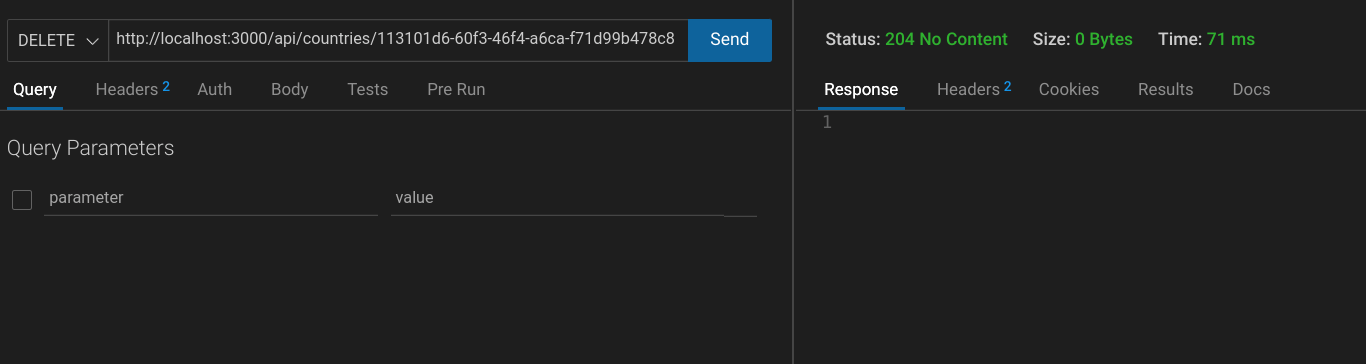 DELETE http://localhost:3000/api/countries/113101d6-60f3-46f4-a6ca-f71d99b478c8 Send
Query Headers 2 Auth Body Tests Pre Run
Query Parameters
parameter value
Status: 204 No Content Size: 0 Bytes Time: 71 ms
Response Headers 2 Cookies Results Docs
1